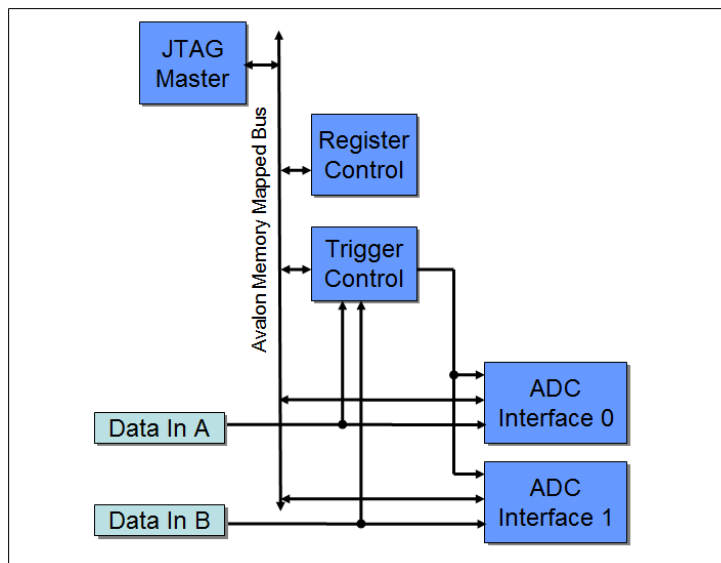 JTAG
Master
Avalon Memory Mapped Bus
Register
Control
Trigger
Control
ADC
Interface 0
Data In A
ADC
Interface 1
Data In B